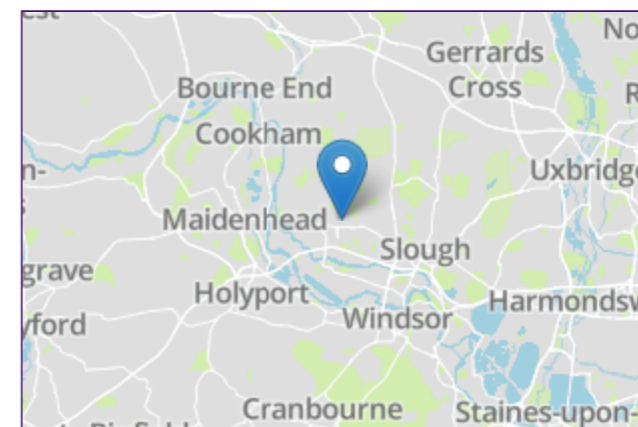 Gerrards
Cross
Bourne End
Cookham
Uxbridge
Maidenhead
Slough
grave
Holyport
Harmondsw
Windsor
yford
Cranbourne
Staines-upon-